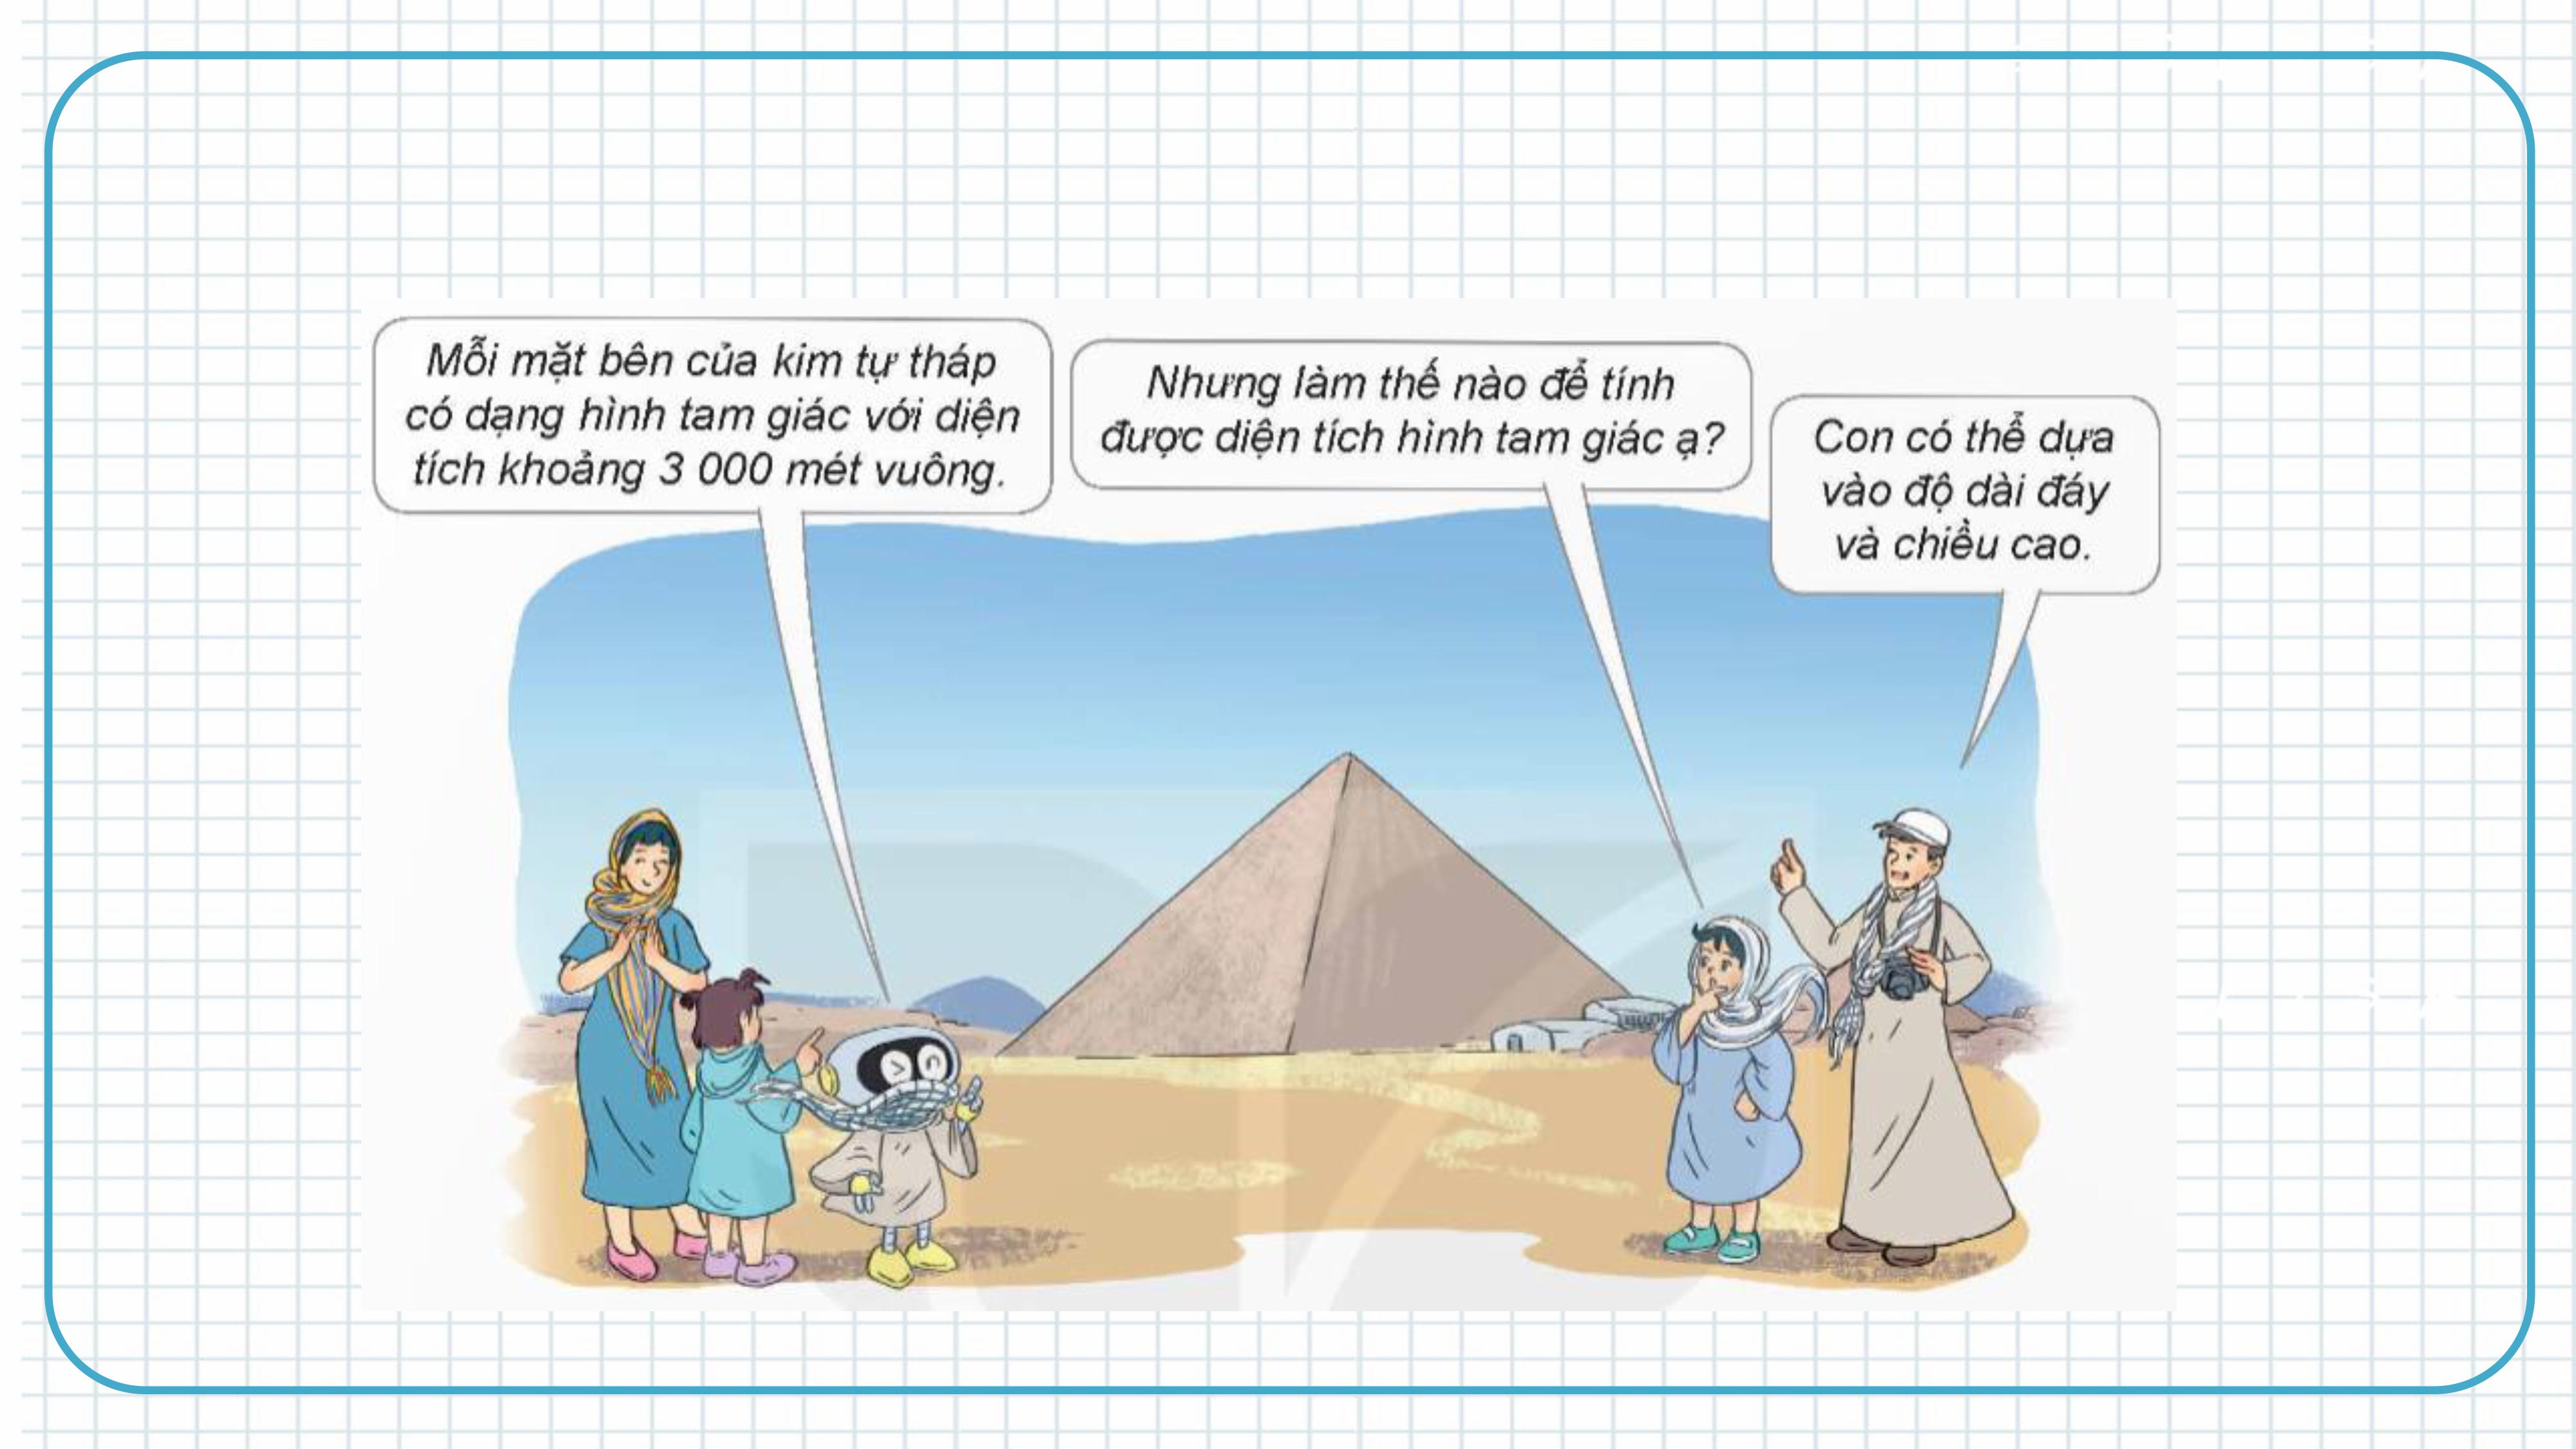 Mỗi mặt bên của kim tự tháp
có dạng hình tam giác với diện
tích khoảng 3 000 mét vuông.
Nhưng làm thế nào để tính
được diện tích hình tam giác ạ?
Con có thể dựa
vào độ dài đáy
và chiều cao.